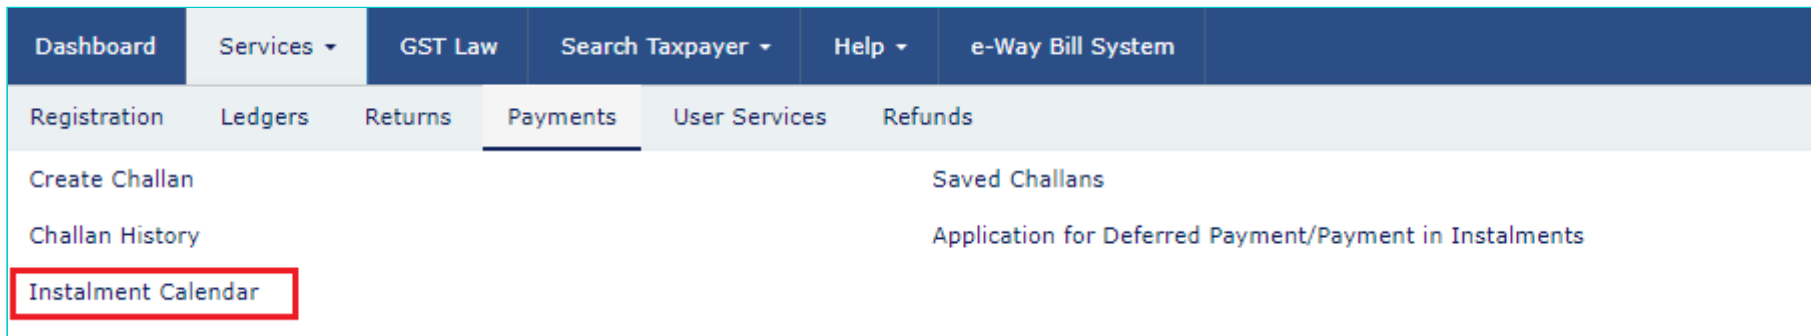 Dashboard Services GST Law Search Taxpayer Help e-Way Bill System
Registration Ledgers Returns Payments User Services Refunds
Create Challan Saved Challans
Challan History Application for Deferred Payment/Payment in Instalments
Instalment Calendar